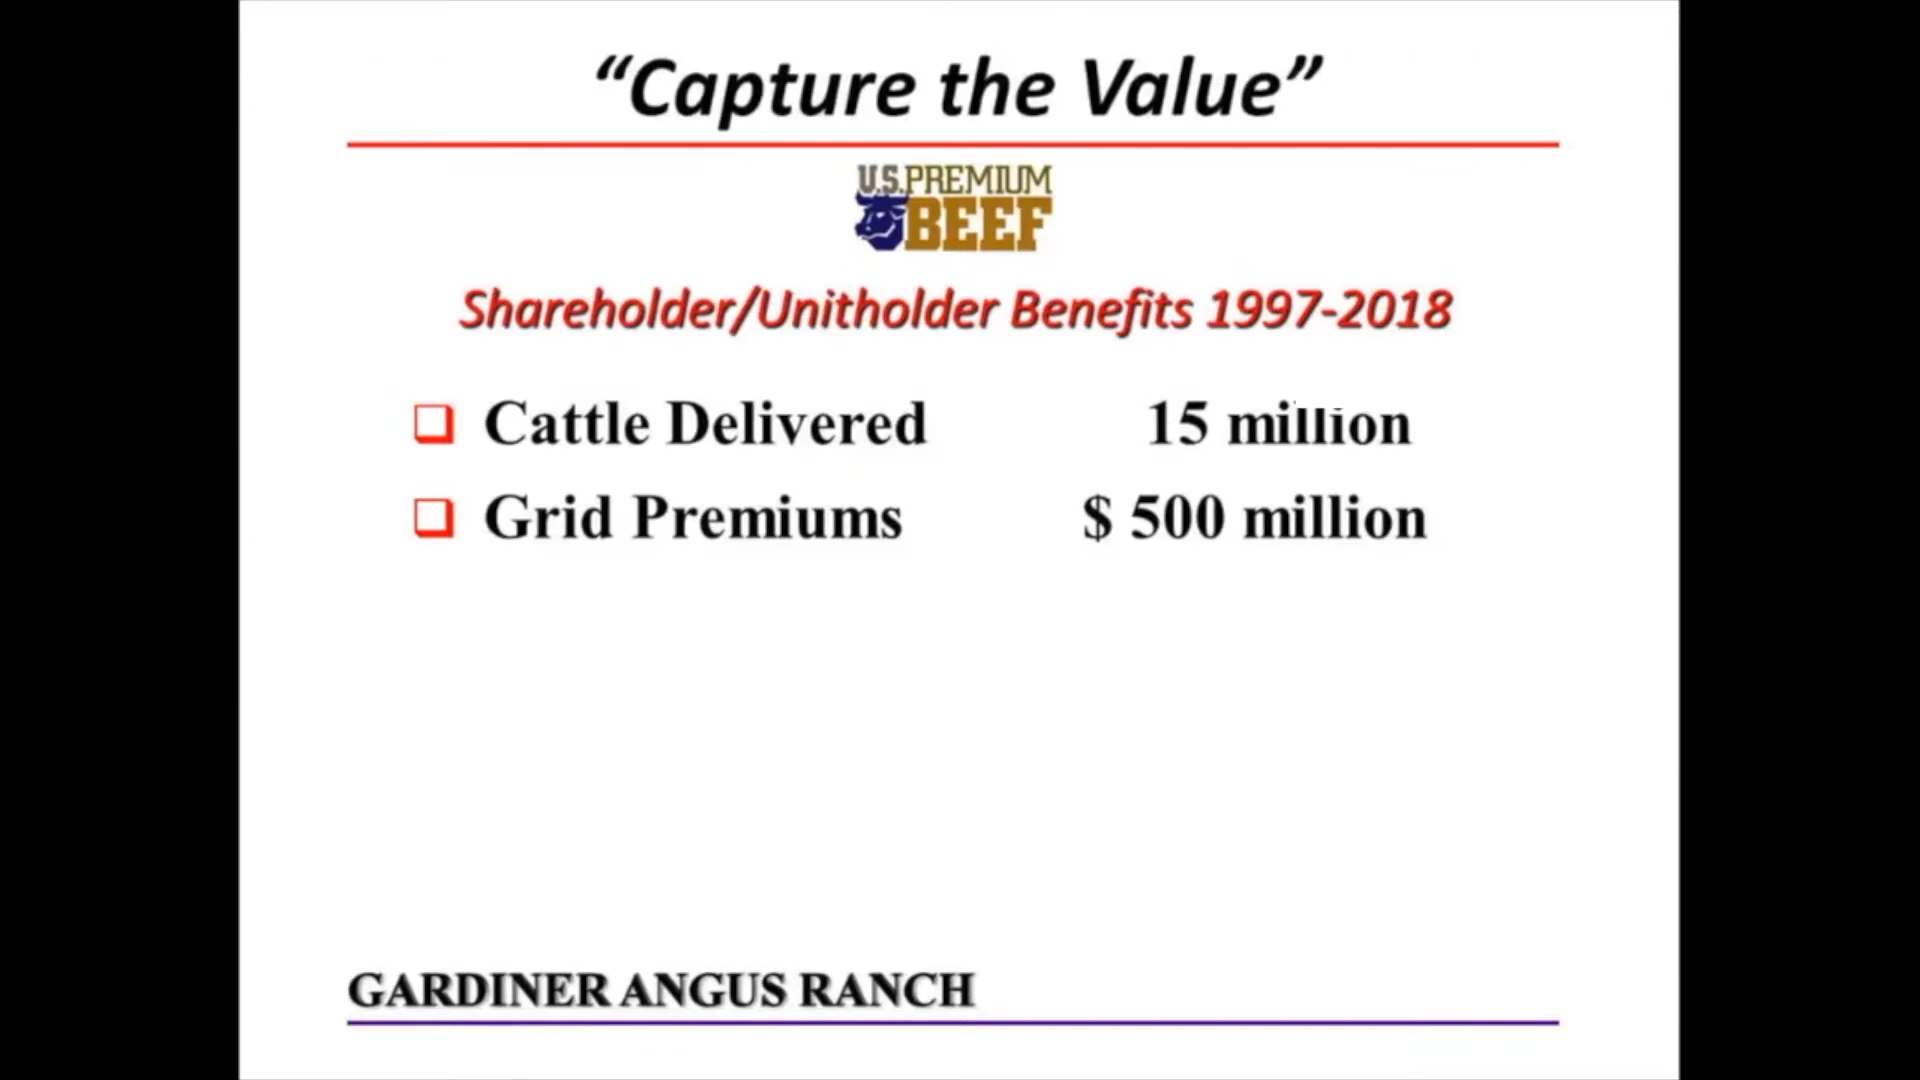 “Capture the Value”
U.S. PREMIUM
BEEF
Shareholder/Unitholder Benefits 1997-2018
Cattle Delivered 15 million
Grid Premiums $ 500 million
GARDINER ANGUS RANCH